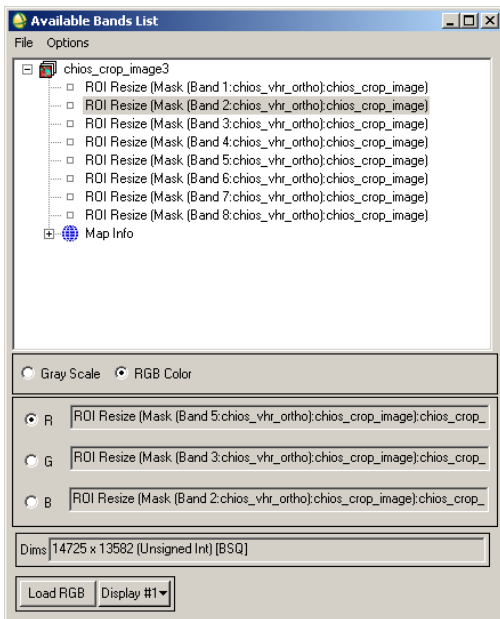 Available Bands List
File Options
chios_crop_image3
ROI Resize (Mask (Band 1:chios_vhr_ortho):chios_crop_image)
ROI Resize (Mask (Band 2:chios_vhr_ortho):chios_crop_image)
ROI Resize (Mask (Band 3:chios_vhr_ortho):chios_crop_image)
ROI Resize (Mask (Band 4:chios_vhr_ortho):chios_crop_image)
ROI Resize (Mask (Band 5:chios_vhr_ortho):chios_crop_image)
ROI Resize (Mask (Band 6:chios_vhr_ortho):chios_crop_image)
ROI Resize (Mask (Band 7:chios_vhr_ortho):chios_crop_image)
ROI Resize (Mask (Band 8:chios_vhr_ortho):chios_crop_image)
Map Info
Gray Scale RGB Color
R ROI Resize (Mask (Band 5:chios_vhr_ortho):chios_crop_image):chios_crop_
G ROI Resize (Mask (Band 3:chios_vhr_ortho):chios_crop_image):chios_crop_
B ROI Resize (Mask (Band 2:chios_vhr_ortho):chios_crop_image):chios_crop_
Dims 14725 x 13582 (Unsigned Int) [BSQ]
Load RGB Display #1